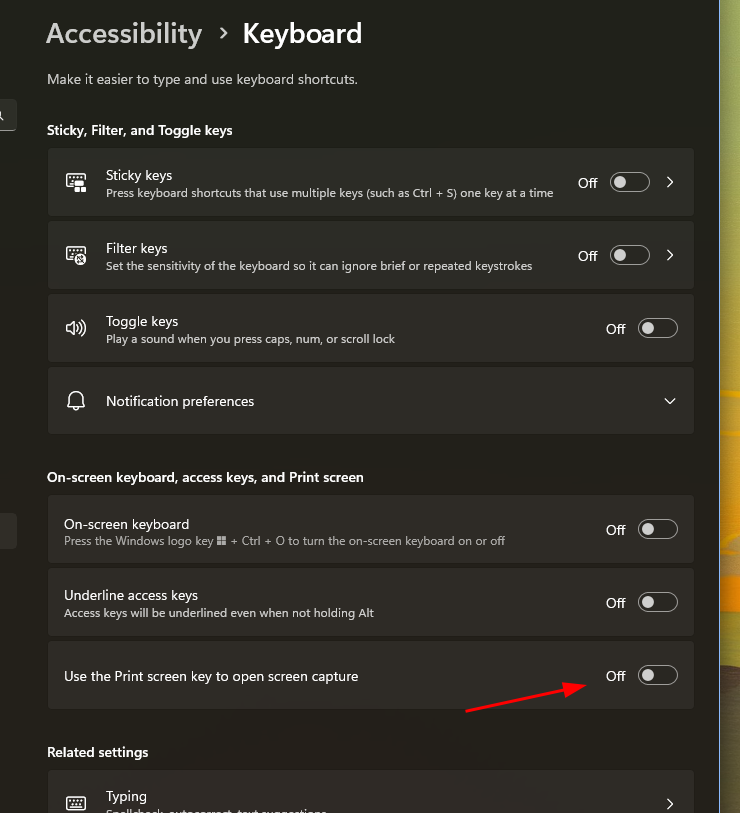 Accessibility > Keyboard
Make it easier to type and use keyboard shortcuts.
Sticky, Filter, and Toggle keys
Sticky keys
Press keyboard shortcuts that use multiple keys (such as Ctrl + S) one key at a time
Off
Filter keys
Set the sensitivity of the keyboard so it can ignore brief or repeated keystrokes
Off
Toggle keys
Play a sound when you press caps, num, or scroll lock
Off
Notification preferences
On-screen keyboard, access keys, and Print screen
On-screen keyboard
Press the Windows logo key + Ctrl + O to turn the on-screen keyboard on or off
Off
Underline access keys
Access keys will be underlined even when not holding Alt
Off
Use the Print screen key to open screen capture
Off
Related settings
Typing
Spellcheck, autocorrect, text suggestions